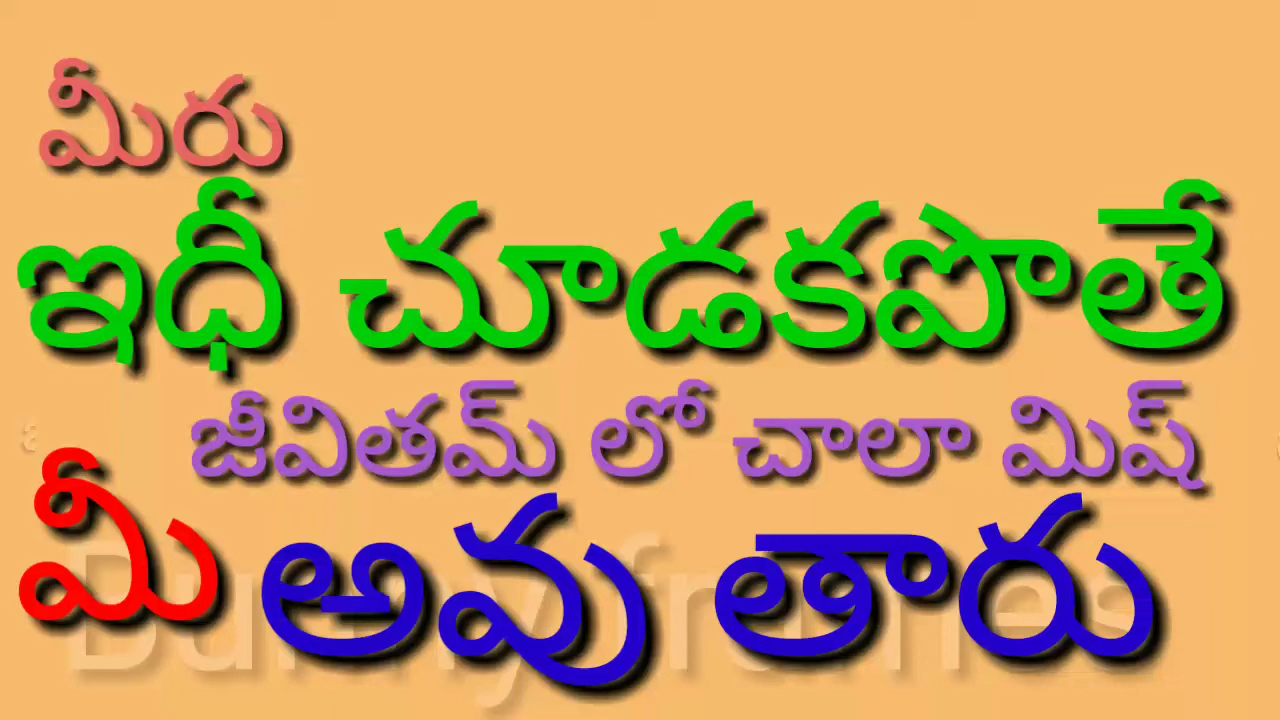 మీరు
ఇధీ చూడకపొతే
జీవితమ్ లో చాలా మిష్
మీ అవు తారు